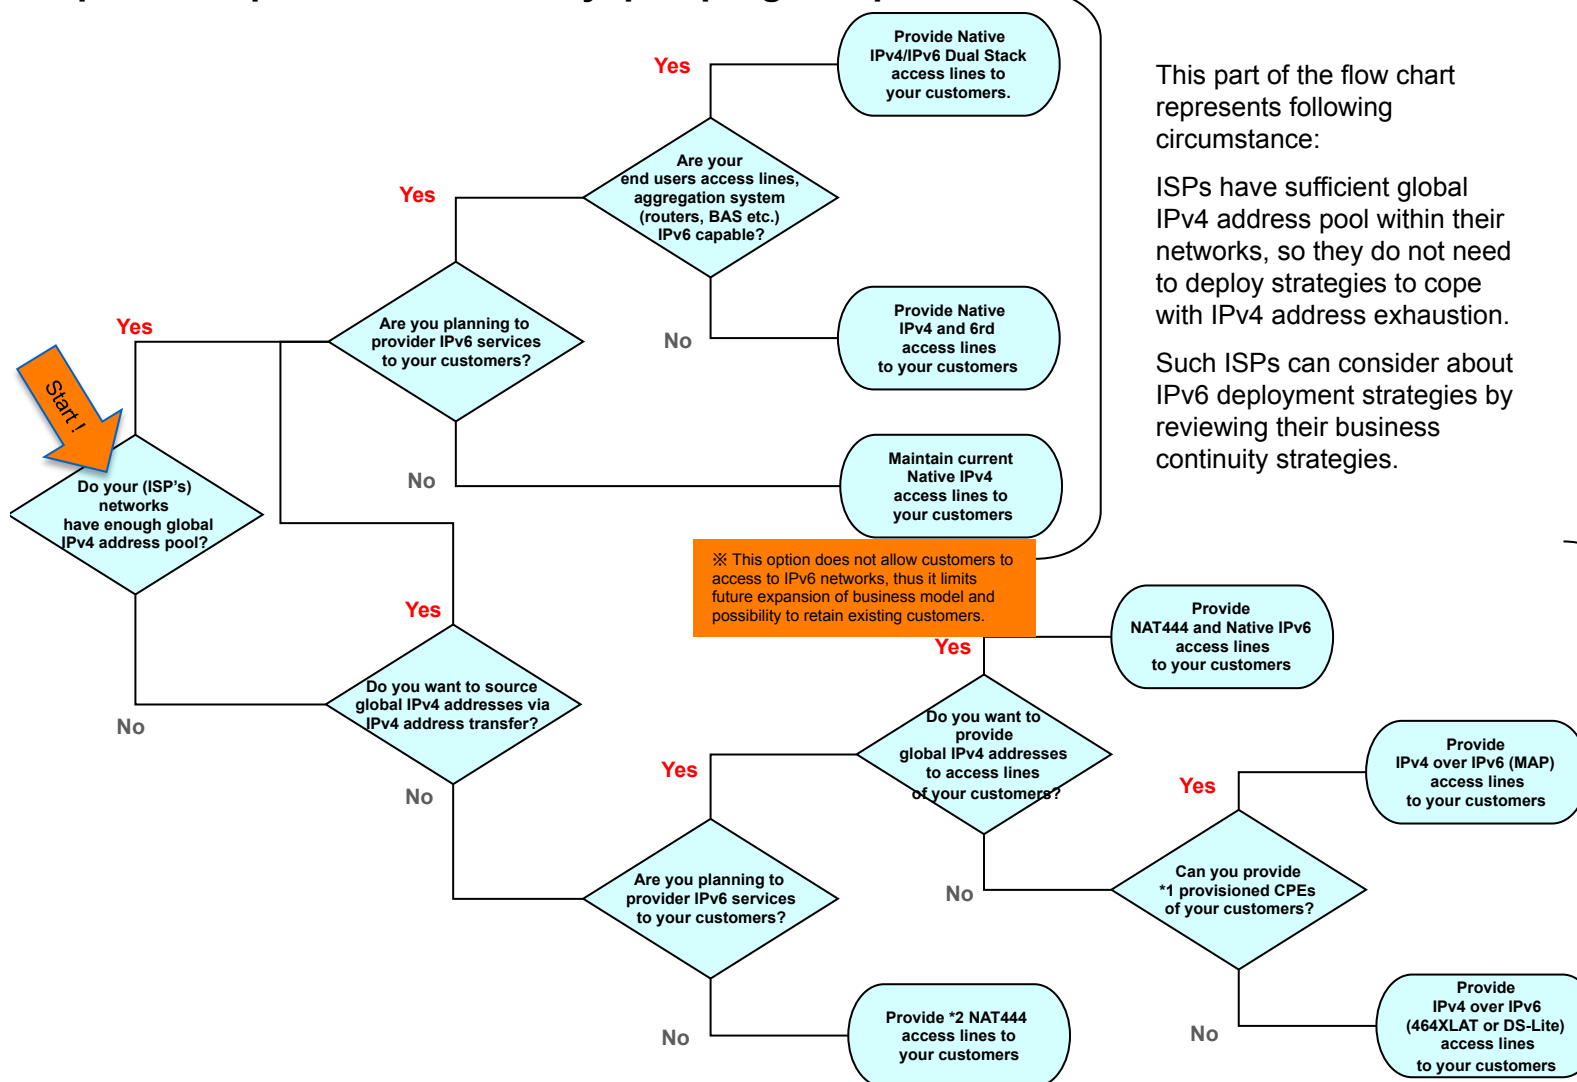 Provide Native
IPv4/IPv6 Dual Stack
access lines to
your customers.
Yes
This part of the flow chart
represents following
circumstance:
ISPs have sufficient global
IPv4 address pool within their
networks, so they do not need
to deploy strategies to cope
with IPv4 address exhaustion.
Such ISPs can consider about
IPv6 deployment strategies by
reviewing their business
continuity strategies.
Are your
end users access lines,
aggregation system
(routers, BAS etc.)
IPv6 capable?
Yes
Provide Native
IPv4 and 6rd
access lines
to your customers
No
Are you planning to
provider IPv6 services
to your customers?
Yes
Start !
No
Maintain current
Native IPv4
access lines to
your customers
Do your (ISP's)
networks
have enough global
IPv4 address pool?
※ This option does not allow customers to
access to IPv6 networks, thus it limits
future expansion of business model and
possibility to retain existing customers.
Yes
Provide
NAT444 and Native IPv6
access lines
to your customers
Yes
Do you want to source
global IPv4 addresses via
IPv4 address transfer?
No
Do you want to
provide
global IPv4 addresses
to access lines
of your customers?
Yes
No
Provide
IPv4 over IPv6 (MAP)
access lines
to your customers
Yes
Are you planning to
provider IPv6 services
to your customers?
No
Can you provide
*1 provisioned CPEs
of your customers?
Provide *2 NAT444
access lines to
your customers
No
No
Provide
IPv4 over IPv6
(464XLAT or DS-Lite)
access lines
to your customers